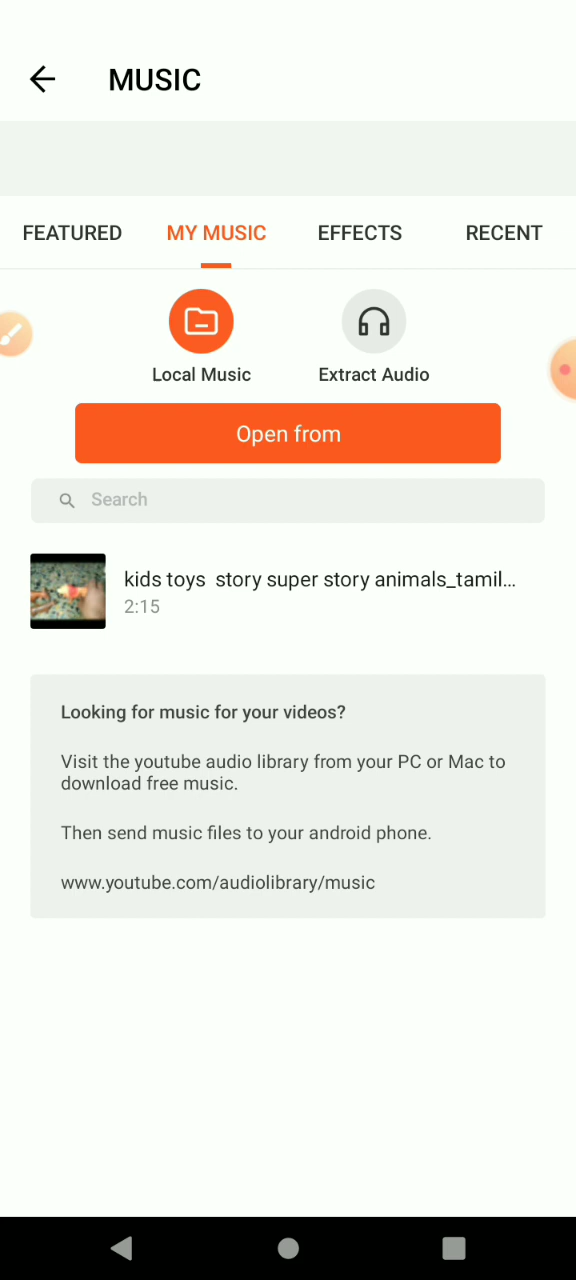 MUSIC
FEATURED MY MUSIC EFFECTS RECENT
Local Music Extract Audio
Open from
Search
kids toys  story super story animals_tamil...
2:15
Looking for music for your videos?
Visit the youtube audio library from your PC or Mac to
download free music.
Then send music files to your android phone.
www.youtube.com/audiolibrary/music